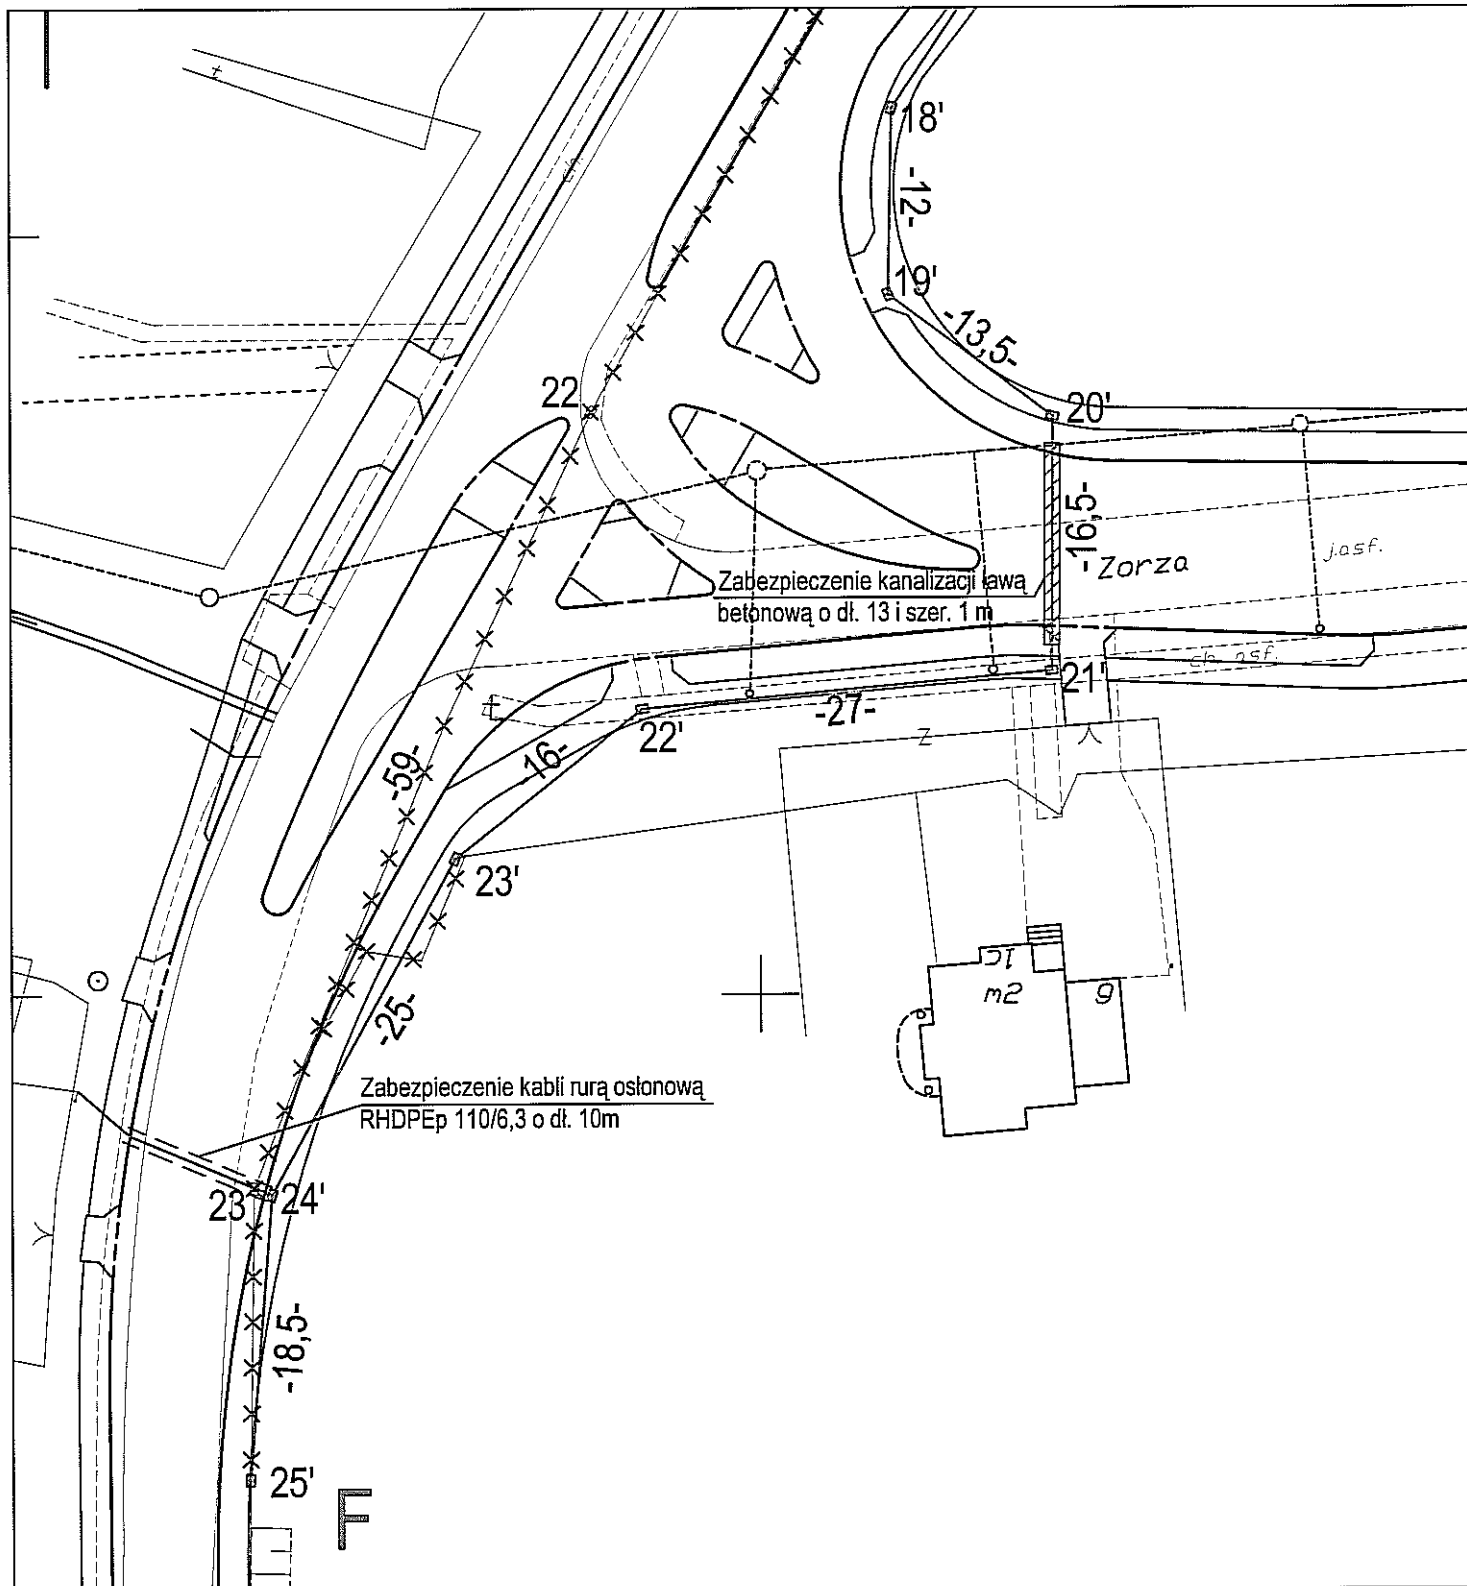 18'
-12-
19'
-13,5-
20'
22
-16,5-
Zorza
j.asf.
Zabezpieczenie kanalizacji ławą
betonową o dł. 13 i szer. 1 m
ch. asf.
21'
22'
-27-
-16-
-59-
23'
-25-
m2
g
Zabezpieczenie kabli rurą osłonową
RHDPEp 110/6,3 o dł. 10m
23
24'
-18,5-
25'
F